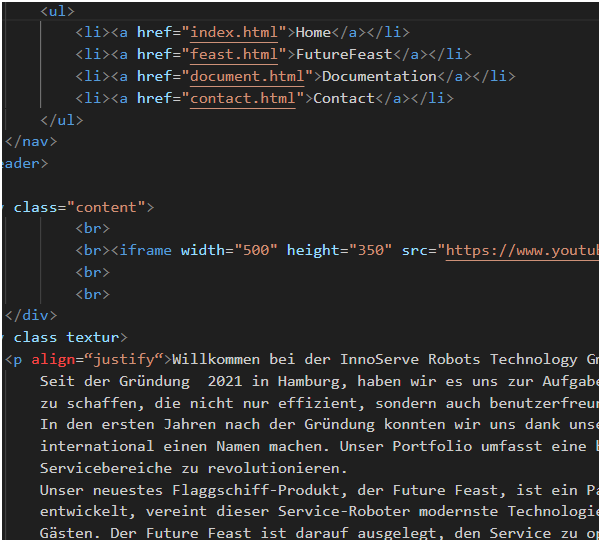 <ul>
<li><a href="index.html">Home</a></li>
<li><a href="feast.html">FutureFeast</a></li>
<li><a href="document.html">Documentation</a></li>
<li><a href="contact.html">Contact</a></li>
</ul>
</nav>
eader>
class="content">
<br>
<br><iframe width="500" height="350" src="https://www.youtub
<br>
<br>
</div>
class textur>
<p align=“justify“>Willkommen bei der InnoServe Robots Technology Gm
Seit der Gründung  2021 in Hamburg, haben wir es uns zur Aufgabe
zu schaffen, die nicht nur effizient, sondern auch benutzerfreun
In den ersten Jahren nach der Gründung konnten wir uns dank unse
international einen Namen machen. Unser Portfolio umfasst eine
Servicebereiche zu revolutionieren.
Unser neuestes Flaggschiff-Produkt, der Future Feast, ist ein Pa
entwickelt, vereint dieser Service-Roboter modernste Technologie
Gästen. Der Future Feast ist darauf ausgelegt, den Service zu op